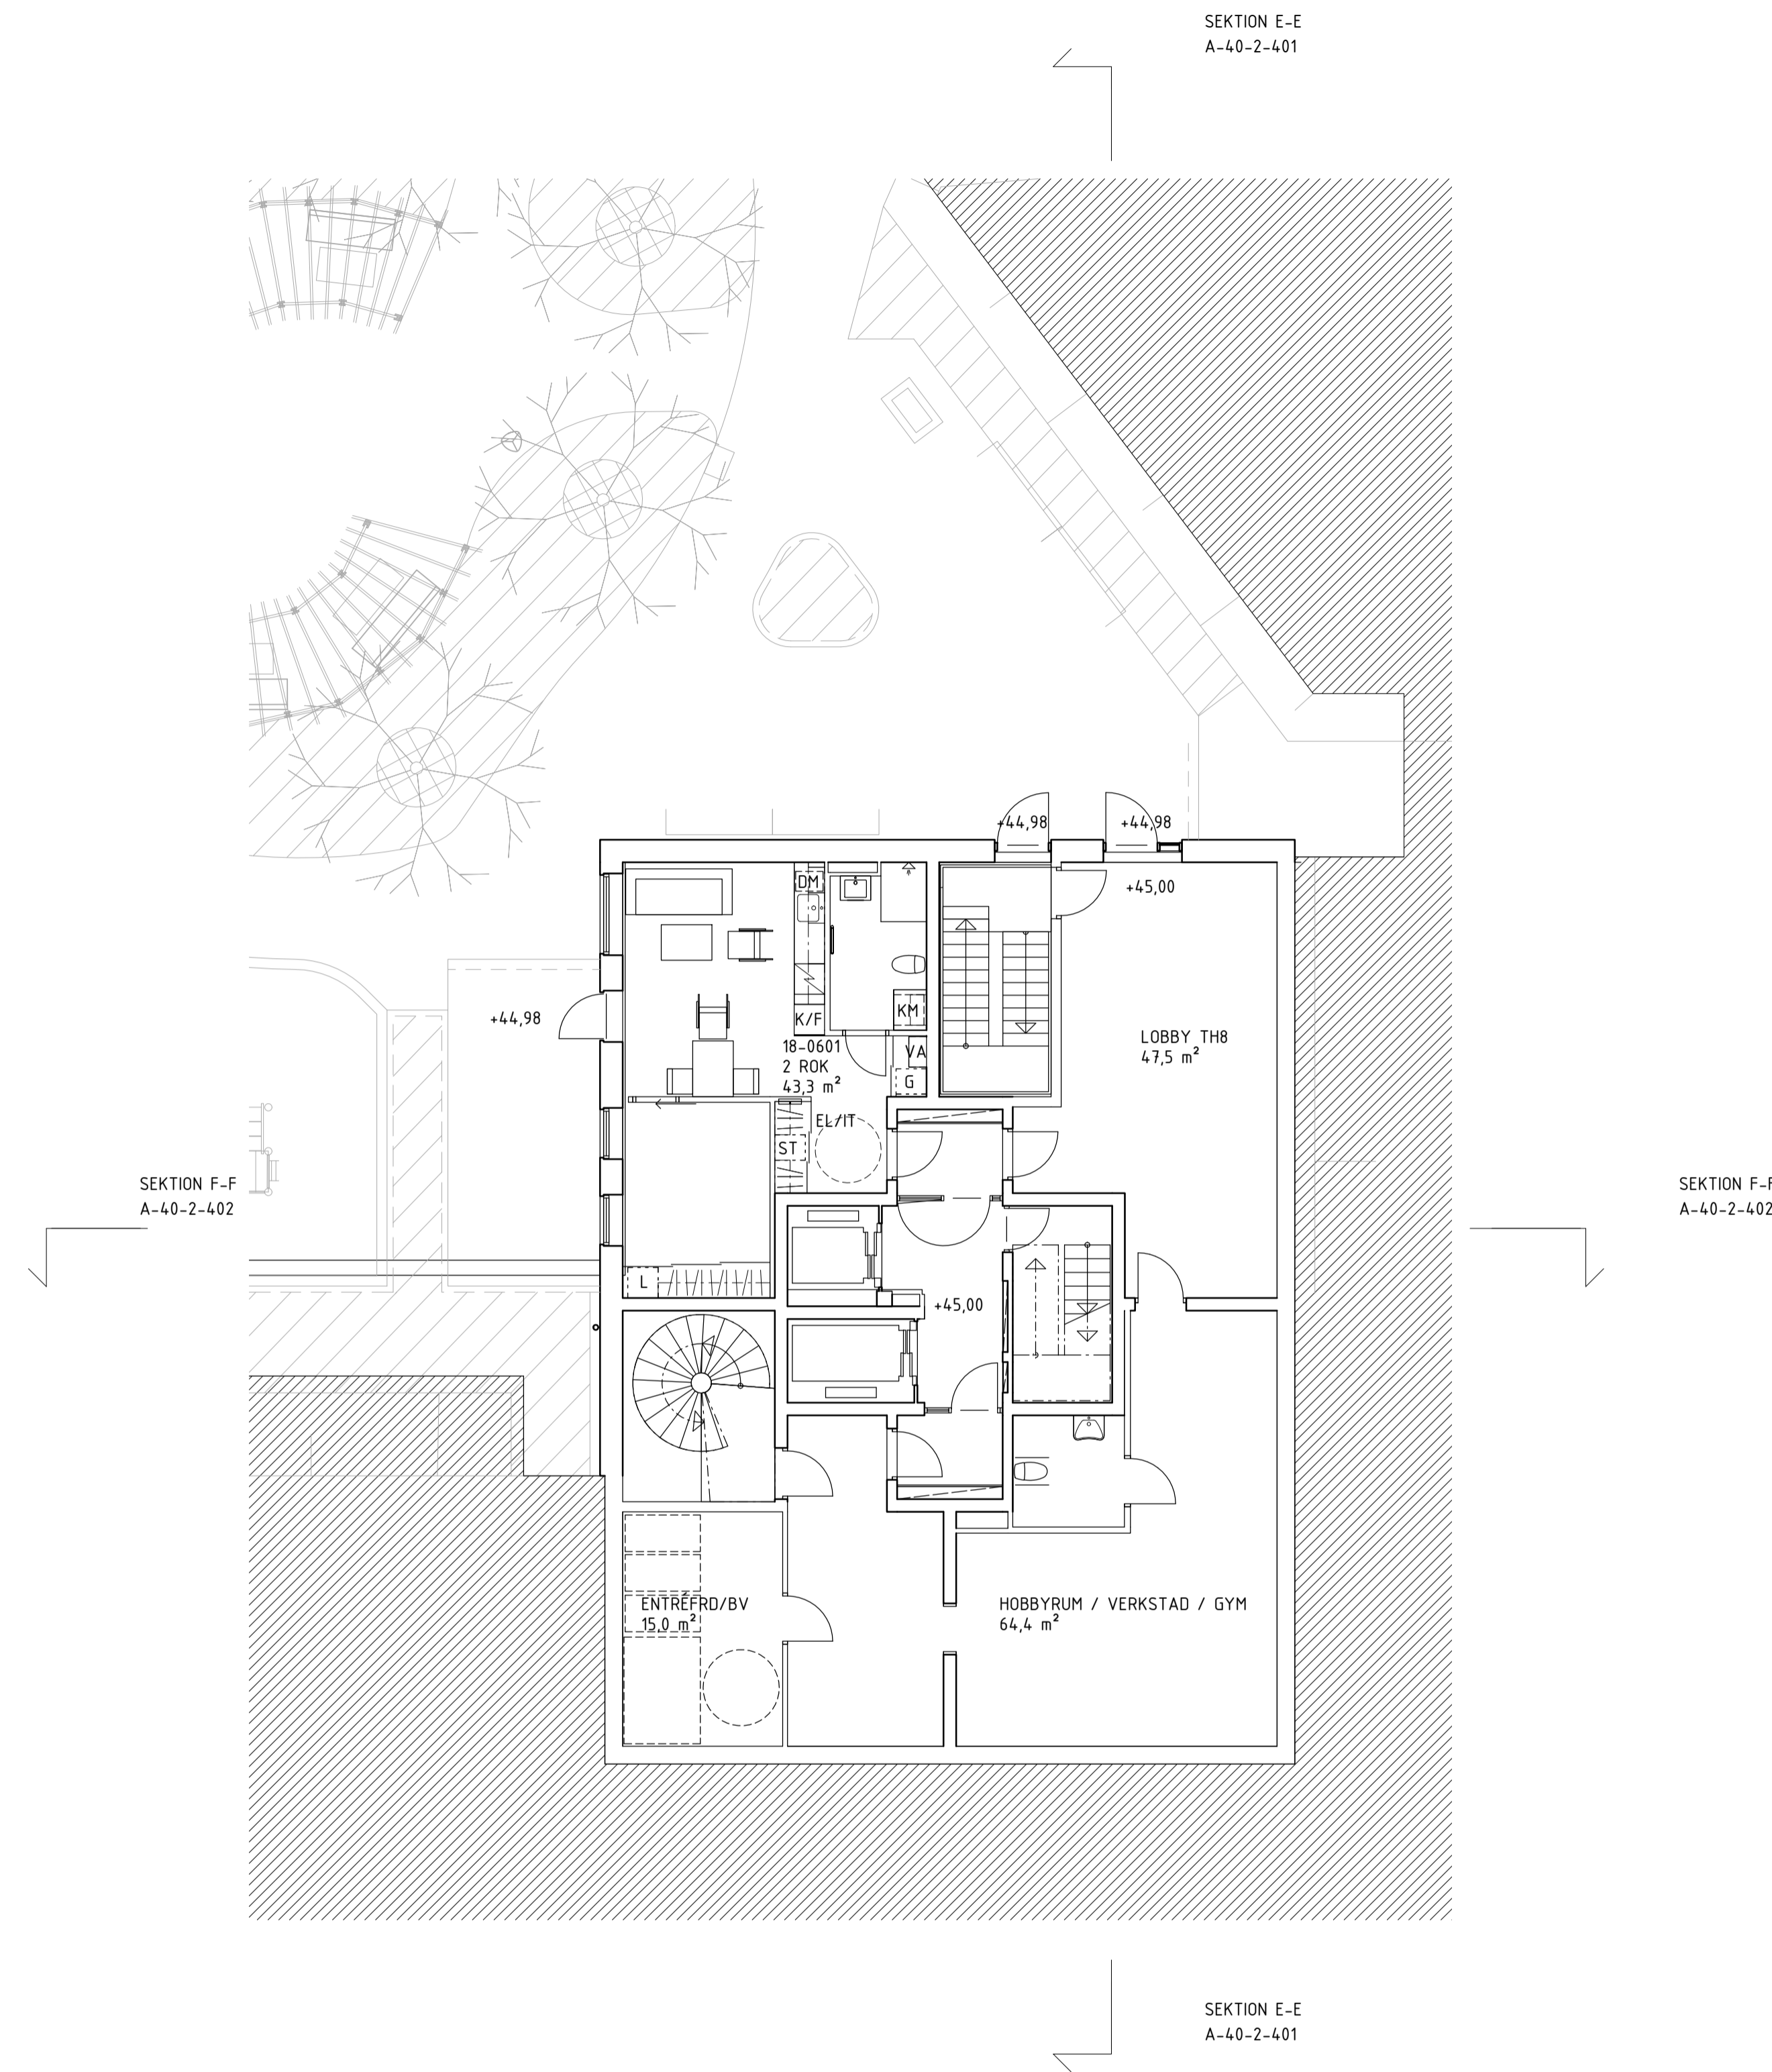 SEKTION E-E
A-40-2-401
+44,98
+44,98
DM
+45,00
+44,98
KM
K/F
LOBBY TH8
47,5 m²
18-0601
2 ROK
43,3 m²
VA
G
EL/IT
ST
SEKTION F-F
A-40-2-402
SEKTION F-F
A-40-2-402
L
+45,00
ENTRÉFRD/BV
15,0 m²
HOBBYRUM / VERKSTAD / GYM
64,4 m²
SEKTION E-E
A-40-2-401